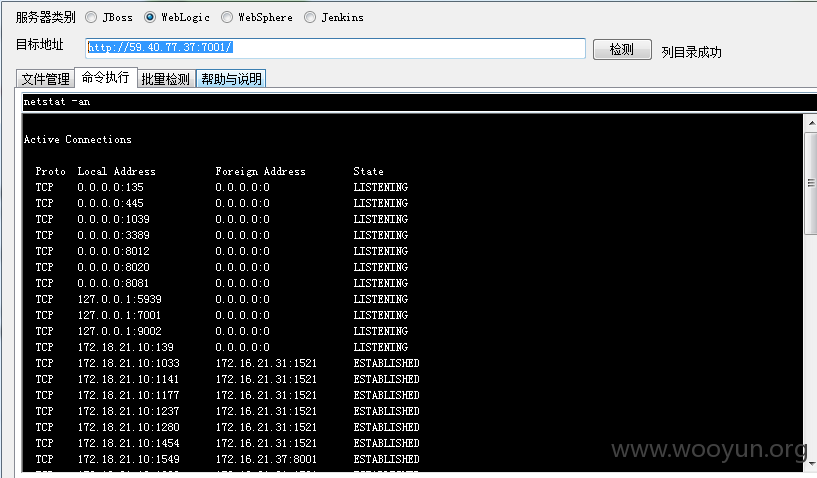 服务器类别 JBoss WebLogic WebSphere Jenkins
目标地址 http://59.40.77.37:7001/ 检测 列目录成功
文件管理 命令执行 批量检测 帮助与说明
netstat -an
Active Connections
Proto Local Address Foreign Address State
TCP 0.0.0.0:135 0.0.0.0:0 LISTENING
TCP 0.0.0.0:445 0.0.0.0:0 LISTENING
TCP 0.0.0.0:1039 0.0.0.0:0 LISTENING
TCP 0.0.0.0:3389 0.0.0.0:0 LISTENING
TCP 0.0.0.0:8012 0.0.0.0:0 LISTENING
TCP 0.0.0.0:8020 0.0.0.0:0 LISTENING
TCP 0.0.0.0:8081 0.0.0.0:0 LISTENING
TCP 127.0.0.1:5939 0.0.0.0:0 LISTENING
TCP 127.0.0.1:7001 0.0.0.0:0 LISTENING
TCP 127.0.0.1:9002 0.0.0.0:0 LISTENING
TCP 172.18.21.10:139 0.0.0.0:0 LISTENING
TCP 172.18.21.10:1033 172.16.21.31:1521 ESTABLISHED
TCP 172.18.21.10:1141 172.16.21.31:1521 ESTABLISHED
TCP 172.18.21.10:1177 172.16.21.31:1521 ESTABLISHED
TCP 172.18.21.10:1237 172.16.21.31:1521 ESTABLISHED
TCP 172.18.21.10:1280 172.16.21.31:1521 ESTABLISHED
TCP 172.18.21.10:1454 172.16.21.31:1521 ESTABLISHED
TCP 172.18.21.10:1549 172.16.21.37:8001 ESTABLISHED
www.wooyun.org